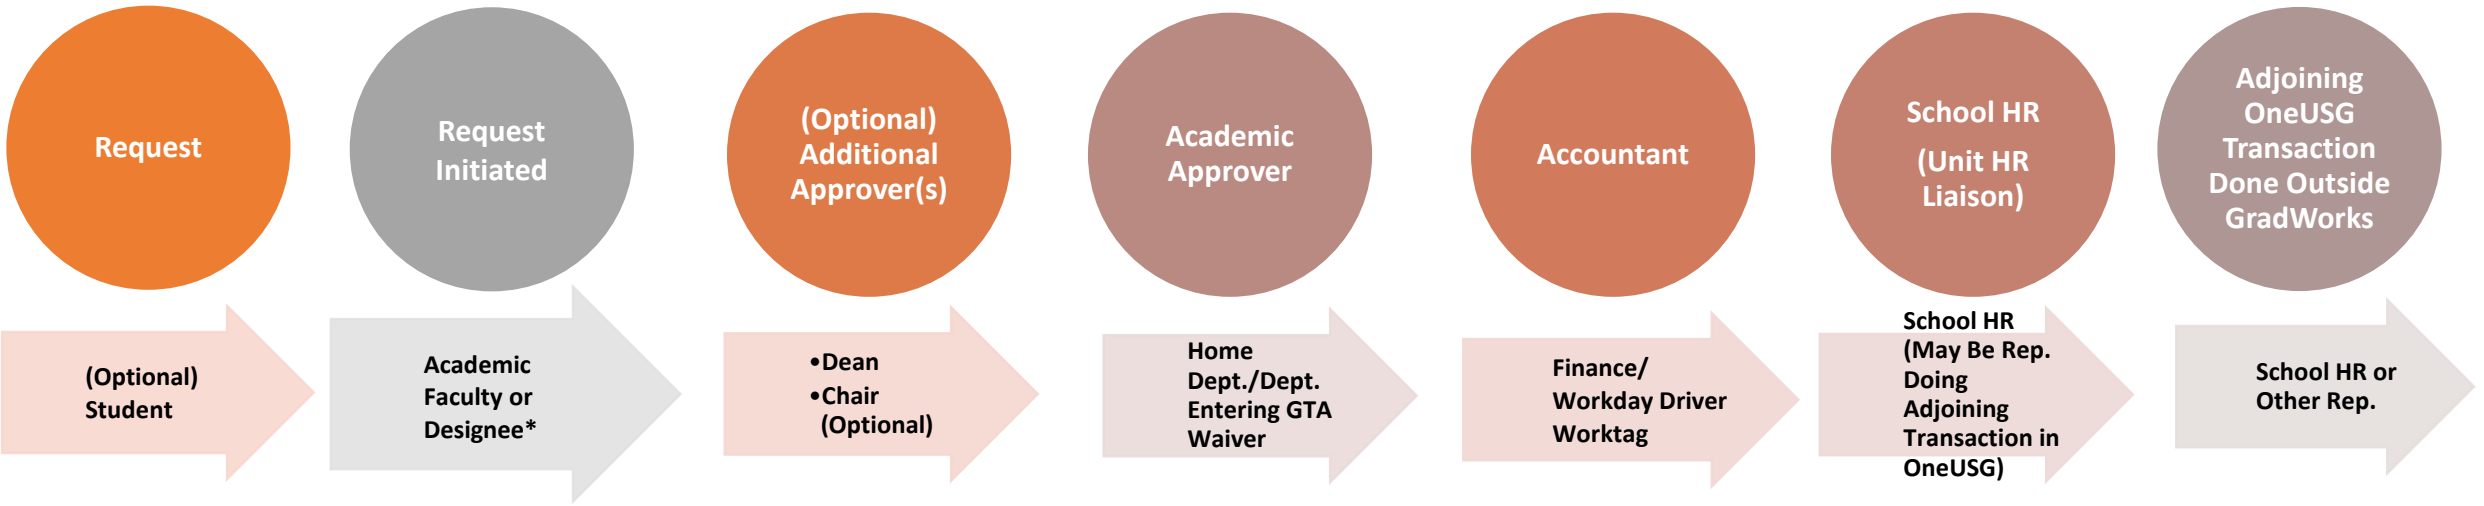 Request
Request
Initiated
(Optional)
Additional
Approver(s)
Academic
Approver
Accountant
School HR
(Unit HR
Liaison)
Adjoining
OneUSG
Transaction
Done Outside
GradWorks
(Optional)
Student
Academic
Faculty or
Designee*
•Dean
•Chair
(Optional)
Home
Dept./Dept.
Entering GTA
Waiver
Finance/
Workday Driver
Worktag
School HR
(May Be Rep.
Doing
Adjoining
Transaction in
OneUSG)
School HR or
Other Rep.